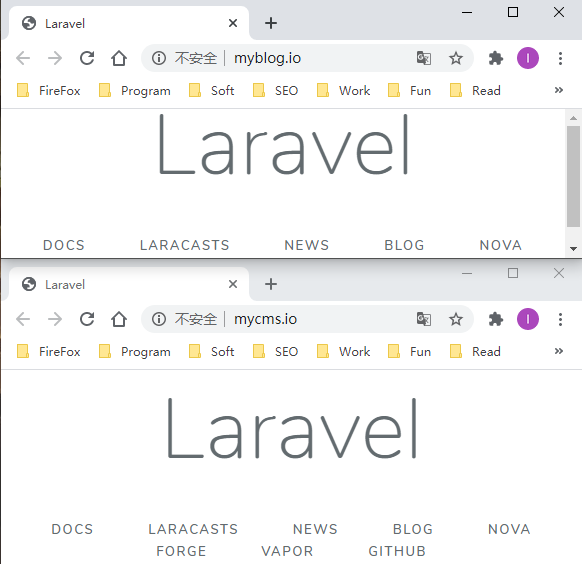 Laravel
不安全 myblog.io
FireFox Program Soft SEO Work Fun Read
Laravel
DOCS LARACASTS NEWS BLOG NOVA
Laravel
不安全 mycms.io
FireFox Program Soft SEO Work Fun Read
Laravel
DOCS LARACASTS NEWS BLOG NOVA
FORGE VAPOR GITHUB